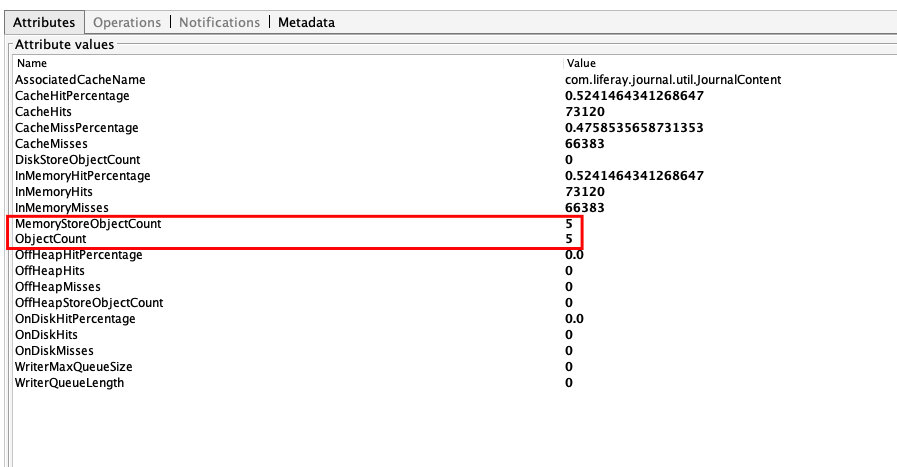 Attributes Operations Notifications Metadata
Attribute values
Name Value
AssociatedCacheName com.liferay.journal.util.JournalContent
CacheHitPercentage 0.5241464341268647
CacheHits 73120
CacheMissPercentage 0.4758535658731353
CacheMisses 66383
DiskStoreObjectCount 0
InMemoryHitPercentage 0.5241464341268647
InMemoryHits 73120
InMemoryMisses 66383
MemoryStoreObjectCount 5
ObjectCount 5
OffHeapHitPercentage 0.0
OffHeapHits 0
OffHeapMisses 0
OffHeapStoreObjectCount 0
OnDiskHitPercentage 0.0
OnDiskHits 0
OnDiskMisses 0
WriterMaxQueueSize 0
WriterQueueLength 0